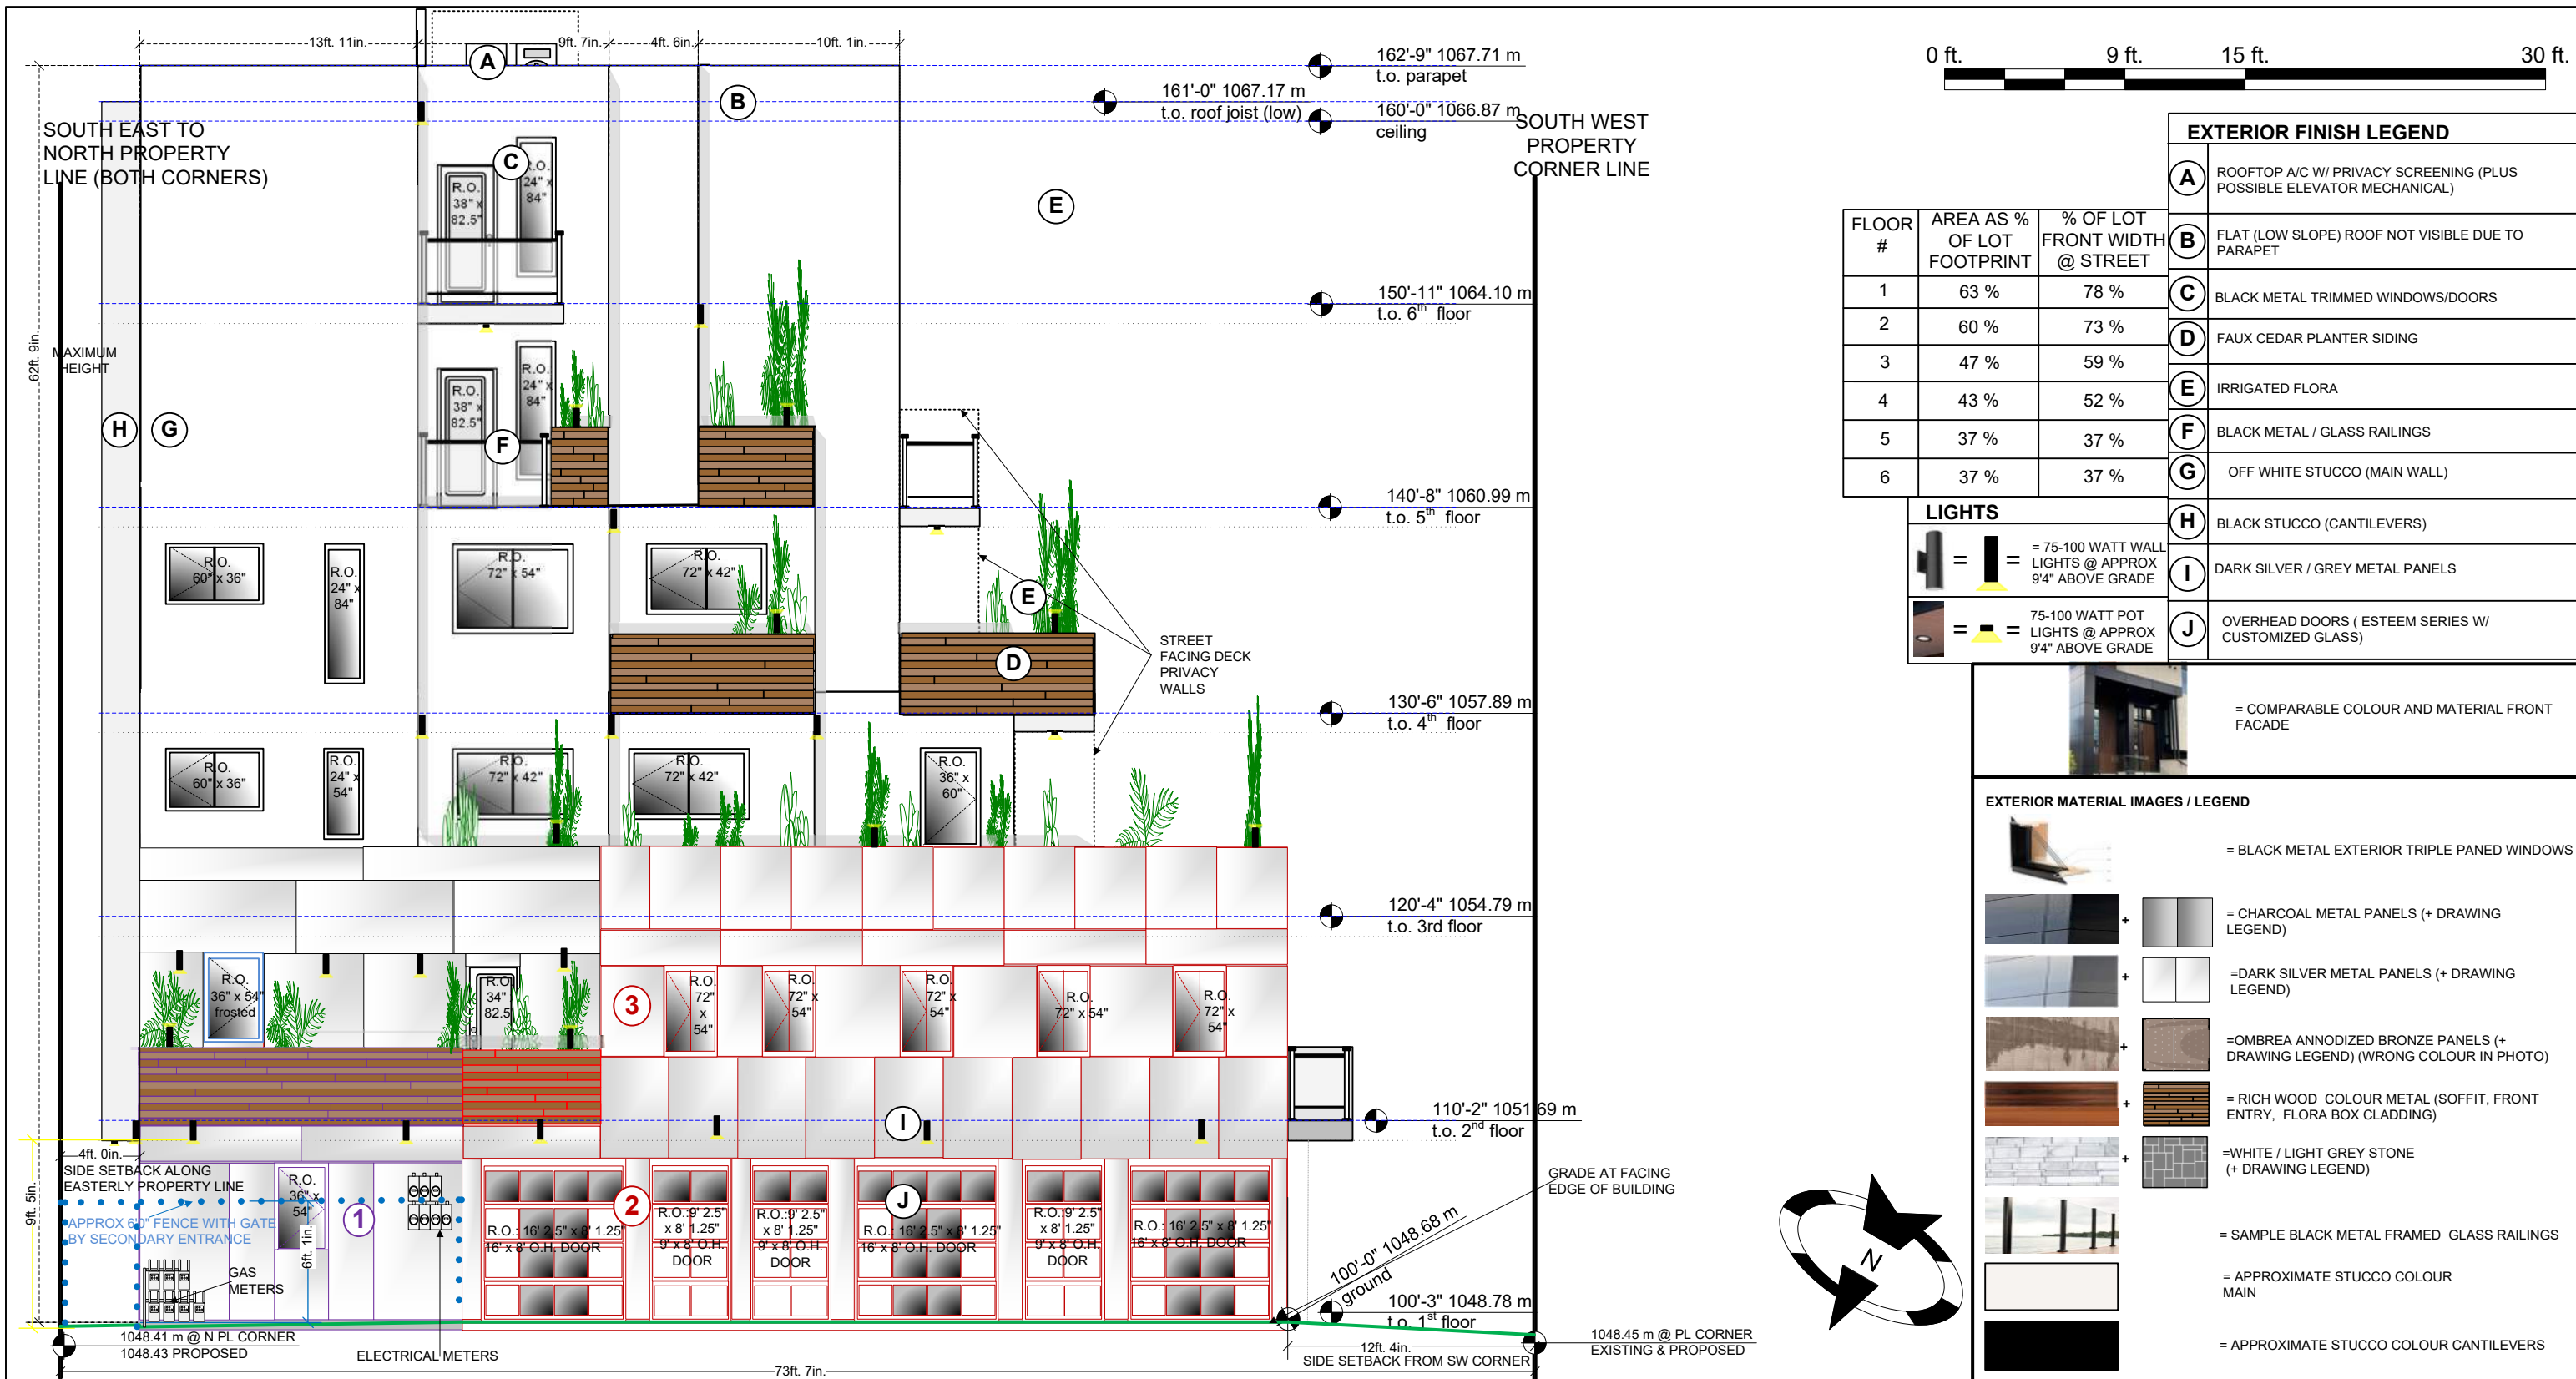 13ft. 11in.
9ft. 7in.
4ft. 6in.
10ft. 1in.
A
B
C
162'-9" 1067.71 m
t.o. parapet
161'-0" 1067.17 m
t.o. roof joist (low)
160'-0" 1066.87 m
ceiling
SOUTH EAST TO
NORTH PROPERTY
LINE (BOTH CORNERS)
SOUTH WEST
PROPERTY
CORNER LINE
E
R.O.
38" x
82.5"
R.O.
24" x
84"
150'-11" 1064.10 m
t.o. 6th floor
62ft. 9in.
MAXIMUM
HEIGHT
R.O.
38" x
82.5"
R.O.
24" x
84"
H
G
F
140'-8" 1060.99 m
t.o. 5th floor
R.O.
60" x 36"
R.O.
24" x
84"
R.O.
72" x 54"
R.O.
72" x 42"
E
D
STREET
FACING DECK
PRIVACY
WALLS
130'-6" 1057.89 m
t.o. 4th floor
R.O.
60" x 36"
R.O.
24" x
54"
R.O.
72" x 42"
R.O.
72" x 42"
R.O.
36" x
60"
120'-4" 1054.79 m
t.o. 3rd floor
R.O.
36" x 54"
frosted
R.O.
34"
82.5
3
R.O.
72"
x
54"
R.O.
72" x
54"
R.O.
72" x
54"
R.O.
72" x 54"
R.O.
72" x
54"
I
110'-2" 1051.69 m
t.o. 2nd floor
4ft. 0in.
SIDE SETBACK ALONG
EASTERLY PROPERTY LINE
9ft. 5in.
APPROX 6'0" FENCE WITH GATE
BY SECONDARY ENTRANCE
R.O.
36" x
54"
1
6ft. 1in.
GAS
METERS
2
J
R.O.: 16' 2.5" x 8' 1.25"
16' x 8' O.H. DOOR
R.O.:9' 2.5"
x 8' 1.25"
9' x 8' O.H.
DOOR
R.O.:9' 2.5"
x 8' 1.25"
9' x 8' O.H.
DOOR
R.O.: 16' 2.5" x 8' 1.25"
16' x 8' O.H. DOOR
R.O.:9' 2.5"
x 8' 1.25"
9' x 8' O.H.
DOOR
R.O.: 16' 2.5" x 8' 1.25"
16' x 8' O.H. DOOR
GRADE AT FACING
EDGE OF BUILDING
100'-0" 1048.68 m
ground
100'-3" 1048.78 m
t.o. 1st floor
1048.41 m @ N PL CORNER
1048.43 PROPOSED
ELECTRICAL METERS
73ft. 7in.
12ft. 4in.
SIDE SETBACK FROM SW CORNER
1048.45 m @ PL CORNER
EXISTING & PROPOSED
N
0 ft.
9 ft.
15 ft.
30 ft.
FLOOR
#
AREA AS %
OF LOT
FOOTPRINT
% OF LOT
FRONT WIDTH
@ STREET
1 63 % 78 %
2 60 % 73 %
3 47 % 59 %
4 43 % 52 %
5 37 % 37 %
6 37 % 37 %
LIGHTS
= = = 75-100 WATT WALL
LIGHTS @ APPROX
9'4" ABOVE GRADE
= = 75-100 WATT POT
LIGHTS @ APPROX
9'4" ABOVE GRADE
EXTERIOR FINISH LEGEND
A ROOFTOP A/C W/ PRIVACY SCREENING (PLUS
POSSIBLE ELEVATOR MECHANICAL)
B FLAT (LOW SLOPE) ROOF NOT VISIBLE DUE TO
PARAPET
C BLACK METAL TRIMMED WINDOWS/DOORS
D FAUX CEDAR PLANTER SIDING
E IRRIGATED FLORA
F BLACK METAL / GLASS RAILINGS
G OFF WHITE STUCCO (MAIN WALL)
H BLACK STUCCO (CANTILEVERS)
I DARK SILVER / GREY METAL PANELS
J OVERHEAD DOORS ( ESTEEM SERIES W/
CUSTOMIZED GLASS)
= COMPARABLE COLOUR AND MATERIAL FRONT
FACADE
EXTERIOR MATERIAL IMAGES / LEGEND
= BLACK METAL EXTERIOR TRIPLE PANED WINDOWS
+ = CHARCOAL METAL PANELS (+ DRAWING
LEGEND)
+ =DARK SILVER METAL PANELS (+ DRAWING
LEGEND)
+ =OMBREA ANNODIZED BRONZE PANELS (+
DRAWING LEGEND) (WRONG COLOUR IN PHOTO)
+ = RICH WOOD COLOUR METAL (SOFFIT, FRONT
ENTRY, FLORA BOX CLADDING)
+ =WHITE / LIGHT GREY STONE
(+ DRAWING LEGEND)
= SAMPLE BLACK METAL FRAMED GLASS RAILINGS
= APPROXIMATE STUCCO COLOUR
MAIN
= APPROXIMATE STUCCO COLOUR CANTILEVERS